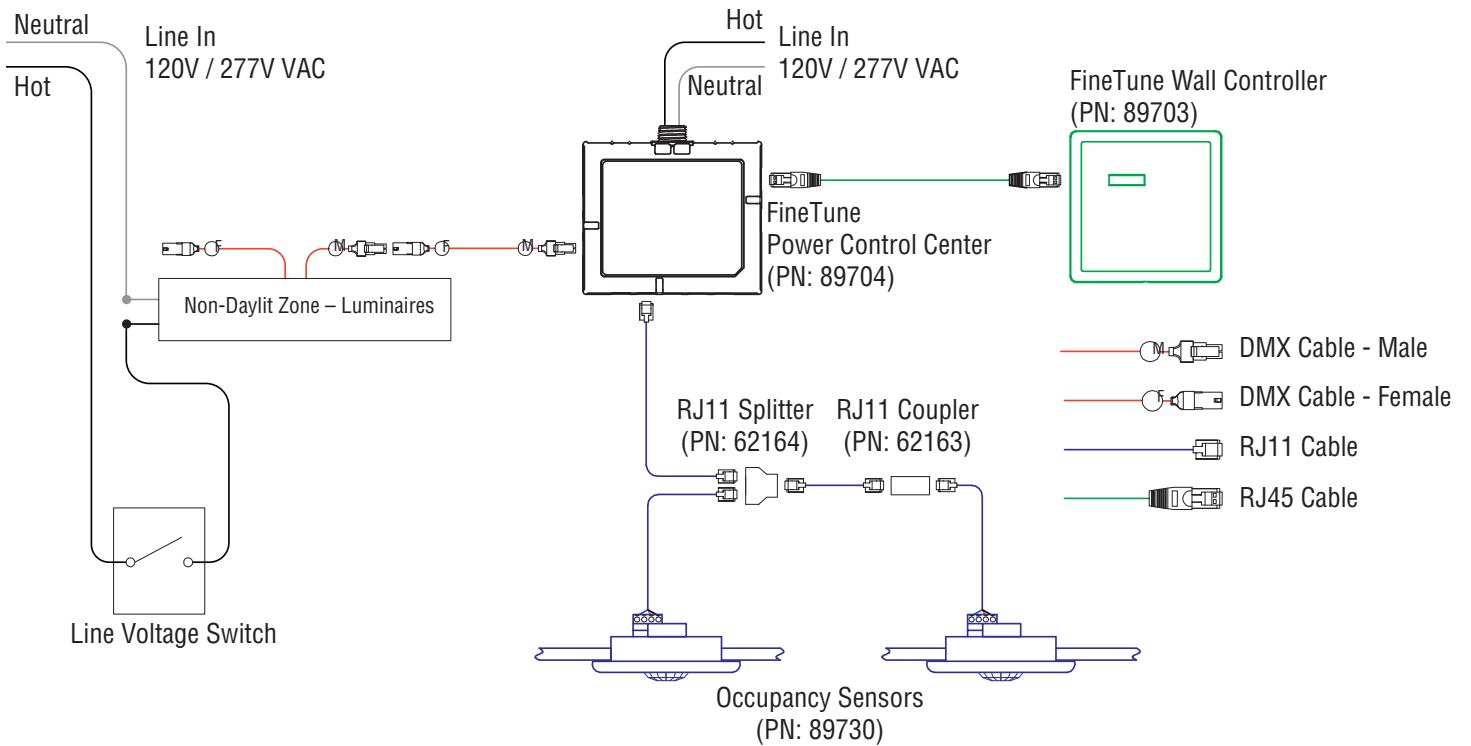 Neutral
Hot
Line In
120V / 277V VAC
Hot
Neutral
Line In
120V / 277V VAC
FineTune Wall Controller
(PN: 89703)
FineTune
Power Control Center
(PN: 89704)
F
M
F
M
Non-Daylit Zone – Luminaires
M
DMX Cable - Male
F
DMX Cable - Female
RJ11 Cable
RJ45 Cable
RJ11 Splitter
(PN: 62164)
RJ11 Coupler
(PN: 62163)
Line Voltage Switch
Occupancy Sensors
(PN: 89730)